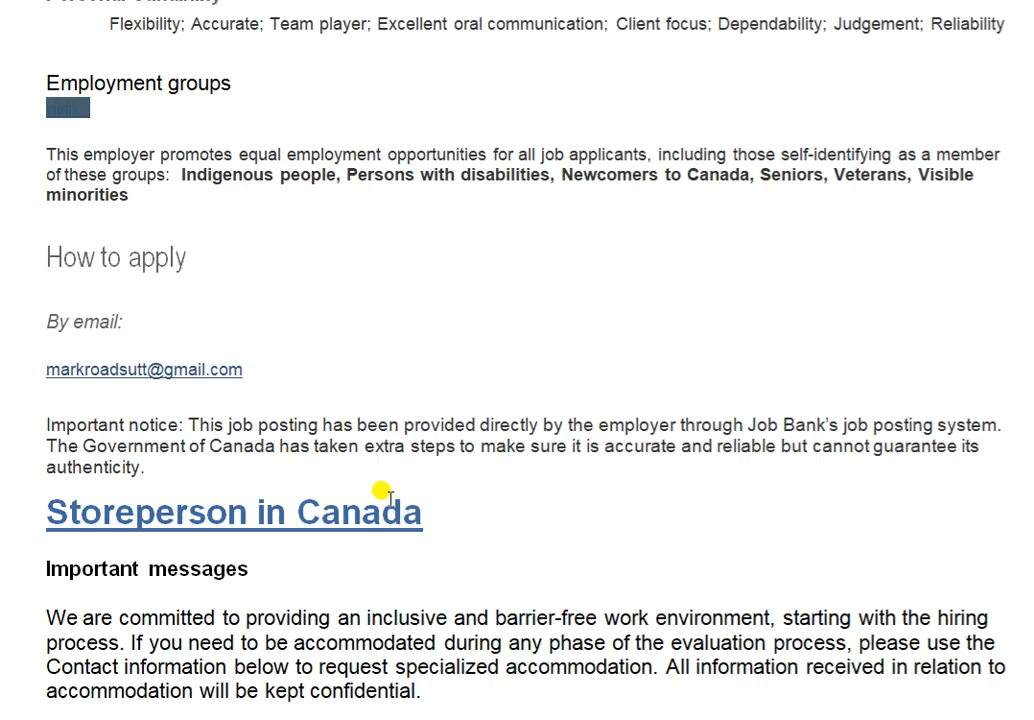 Flexibility; Accurate; Team player; Excellent oral communication; Client focus; Dependability; Judgement; Reliability
Employment groups
This employer promotes equal employment opportunities for all job applicants, including those self-identifying as a member
of these groups: Indigenous people, Persons with disabilities, Newcomers to Canada, Seniors, Veterans, Visible
minorities
How to apply
By email:
markroadsutt@gmail.com
Important notice: This job posting has been provided directly by the employer through Job Bank's job posting system.
The Government of Canada has taken extra steps to make sure it is accurate and reliable but cannot guarantee its
authenticity.
Storeperson in Canada
Important messages
We are committed to providing an inclusive and barrier-free work environment, starting with the hiring
process. If you need to be accommodated during any phase of the evaluation process, please use the
Contact information below to request specialized accommodation. All information received in relation to
accommodation will be kept confidential.